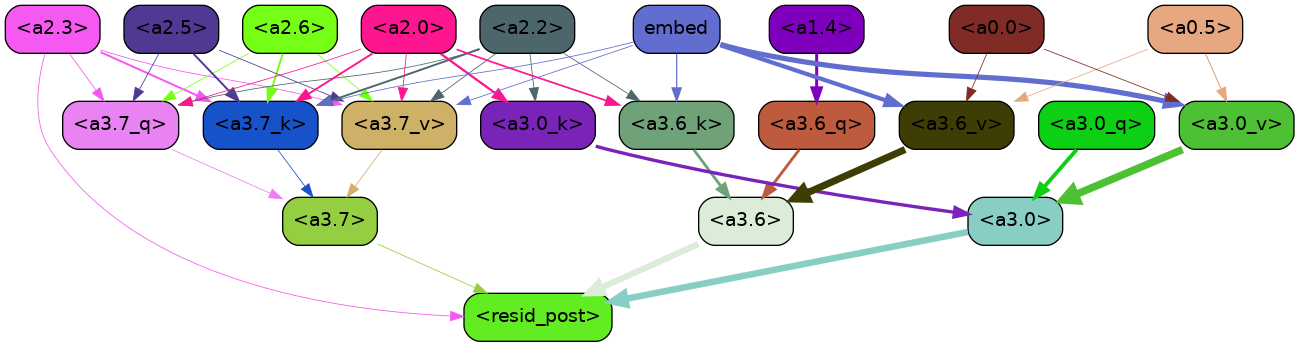 <a2.3> <a2.5> <a2.6> <a2.0> <a2.2> embed <a1.4> <a0.0> <a0.5>
<a3.7_q> <a3.7_k> <a3.7_v> <a3.0_k> <a3.6_k> <a3.6_q> <a3.6_v> <a3.0_q> <a3.0_v>
<a3.7> <a3.6> <a3.0>
<resid_post>